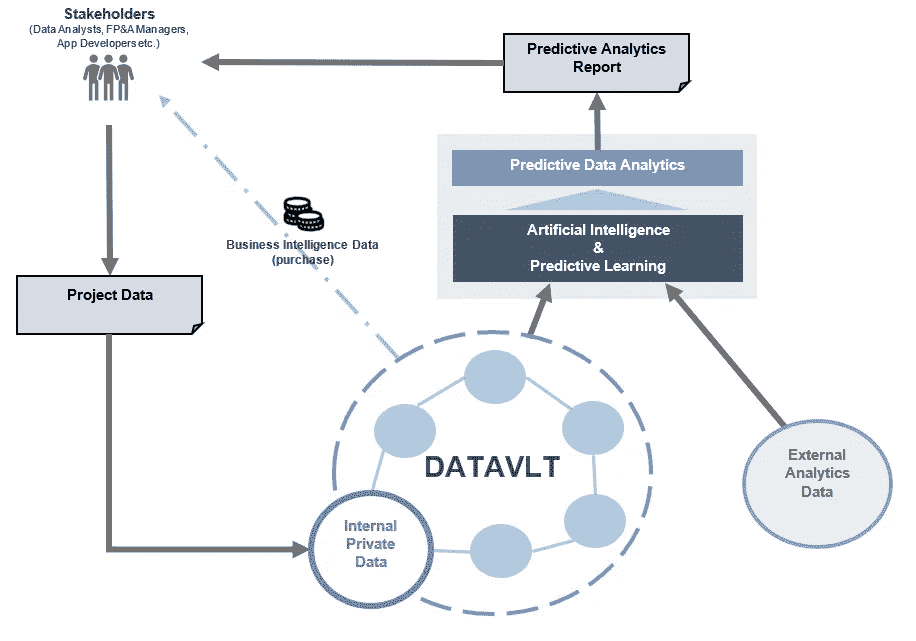 Stakeholders
(Data Analysts, FP&A Managers,
App Developers etc.)
Predictive Analytics
Report
Predictive Data Analytics
Artificial Intelligence
&
Predictive Learning
Business Intelligence Data
(purchase)
Project Data
DATAVLT
External
Analytics
Data
Internal
Private
Data